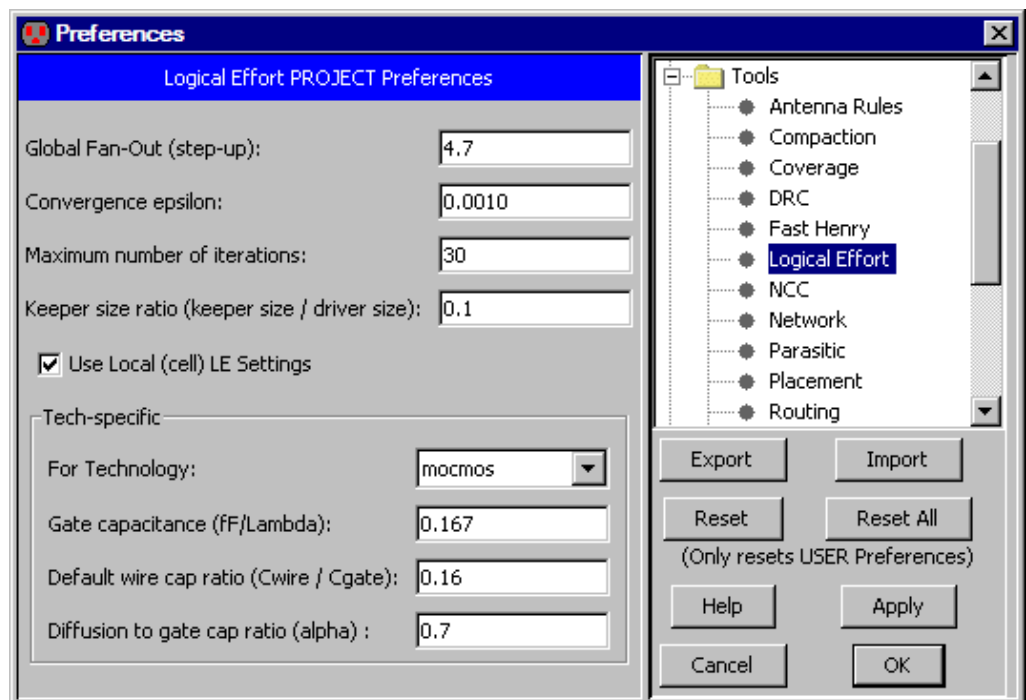 Preferences
Logical Effort PROJECT Preferences
Global Fan-Out (step-up):
4.7
Convergence epsilon:
0.0010
Maximum number of iterations:
30
Keeper size ratio (keeper size / driver size):
0.1
Use Local (cell) LE Settings
Tech-specific
For Technology:
mocmos
Gate capacitance (fF/Lambda):
0.167
Default wire cap ratio (Cwire / Cgate):
0.16
Diffusion to gate cap ratio (alpha) :
0.7
Tools
Antenna Rules
Compaction
Coverage
DRC
Fast Henry
Logical Effort
NCC
Network
Parasitic
Placement
Routing
Export
Import
Reset
Reset All
(Only resets USER Preferences)
Help
Apply
Cancel
OK